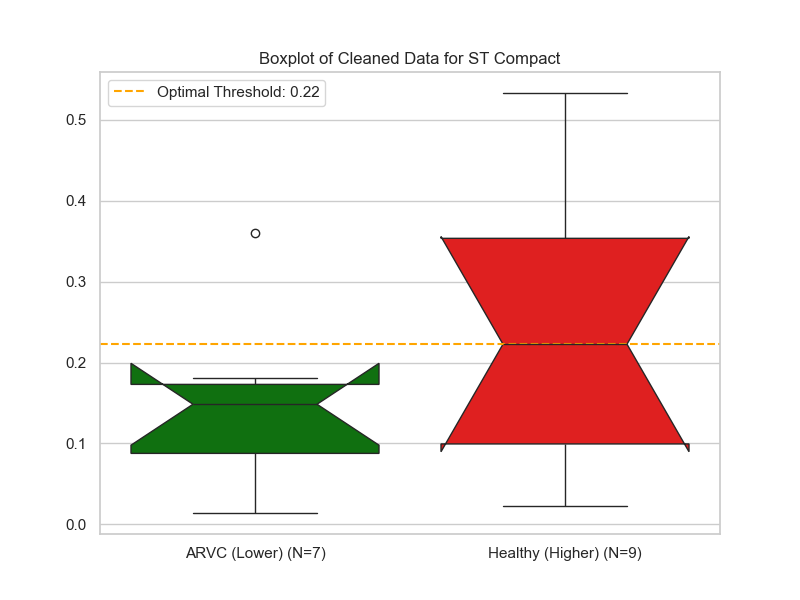 Boxplot of Cleaned Data for ST Compact
Optimal Threshold: 0.22
0.5
0.4
0.3
0.2
0.1
0.0
ARVC (Lower) (N=7)
Healthy (Higher) (N=9)